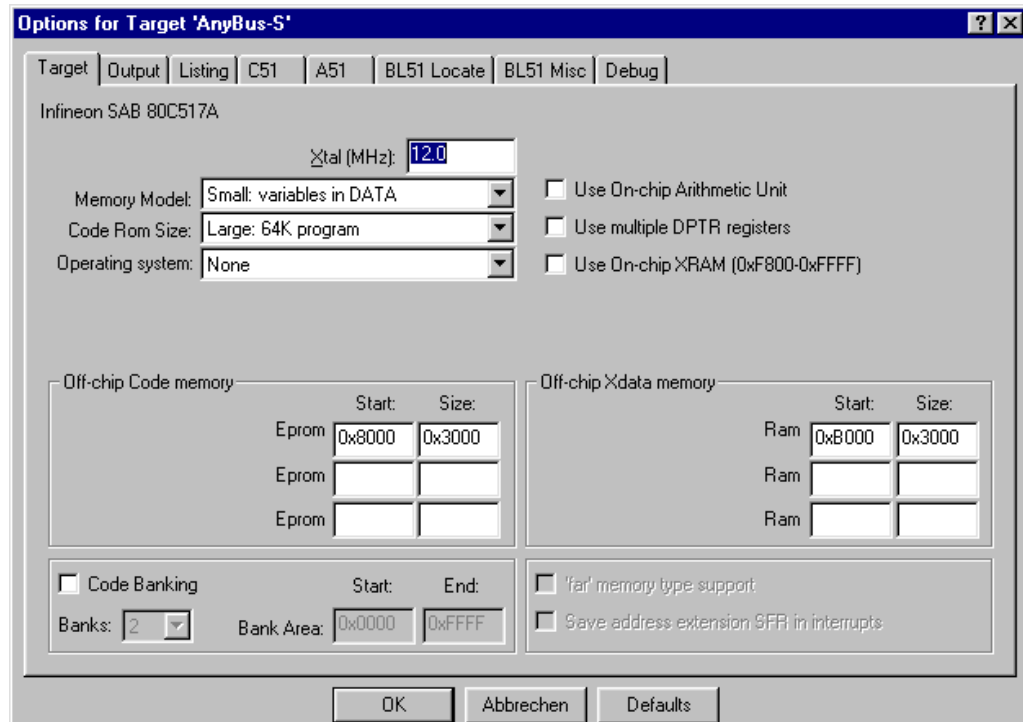 Options for Target 'AnyBus-S'
Target Output Listing C51 A51 BL51 Locate BL51 Misc Debug
Infineon SAB 80C517A
Xtal (MHz): 12.0
Memory Model: Small: variables in DATA
Code Rom Size: Large: 64K program
Operating system: None
Use On-chip Arithmetic Unit
Use multiple DPTR registers
Use On-chip XRAM (0xF800-0xFFFF)
Off-chip Code memory
Start: Size:
Eprom 0x8000 0x3000
Eprom
Eprom
Off-chip Xdata memory
Start: Size:
Ram 0xB000 0x3000
Ram
Ram
Code Banking Start: End:
Banks: 2 Bank Area: 0x0000 0xFFFF
'far' memory type support
Save address extension SFR in interrupts
OK Abbrechen Defaults